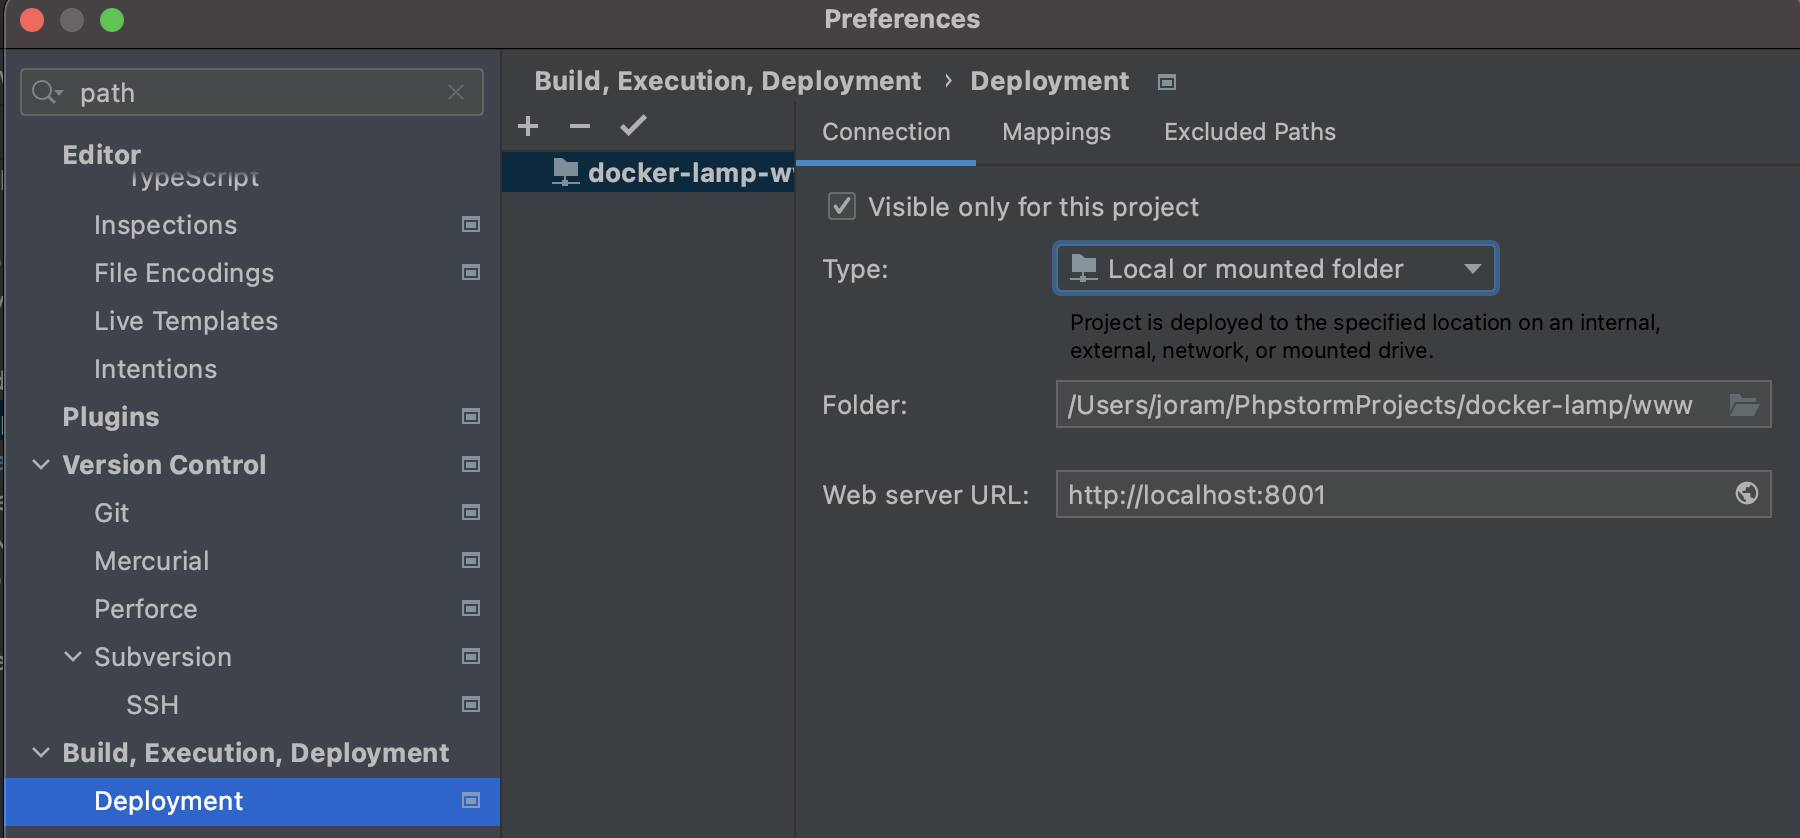 Preferences
path
Editor
TypeScript
Inspections
File Encodings
Live Templates
Intentions
Plugins
Version Control
Git
Mercurial
Perforce
Subversion
SSH
Build, Execution, Deployment
Deployment
Build, Execution, Deployment › Deployment
docker-lamp-w
Connection Mappings Excluded Paths
Visible only for this project
Type: Local or mounted folder
Project is deployed to the specified location on an internal,
external, network, or mounted drive.
Folder: /Users/joram/PhpstormProjects/docker-lamp/www
Web server URL: http://localhost:8001